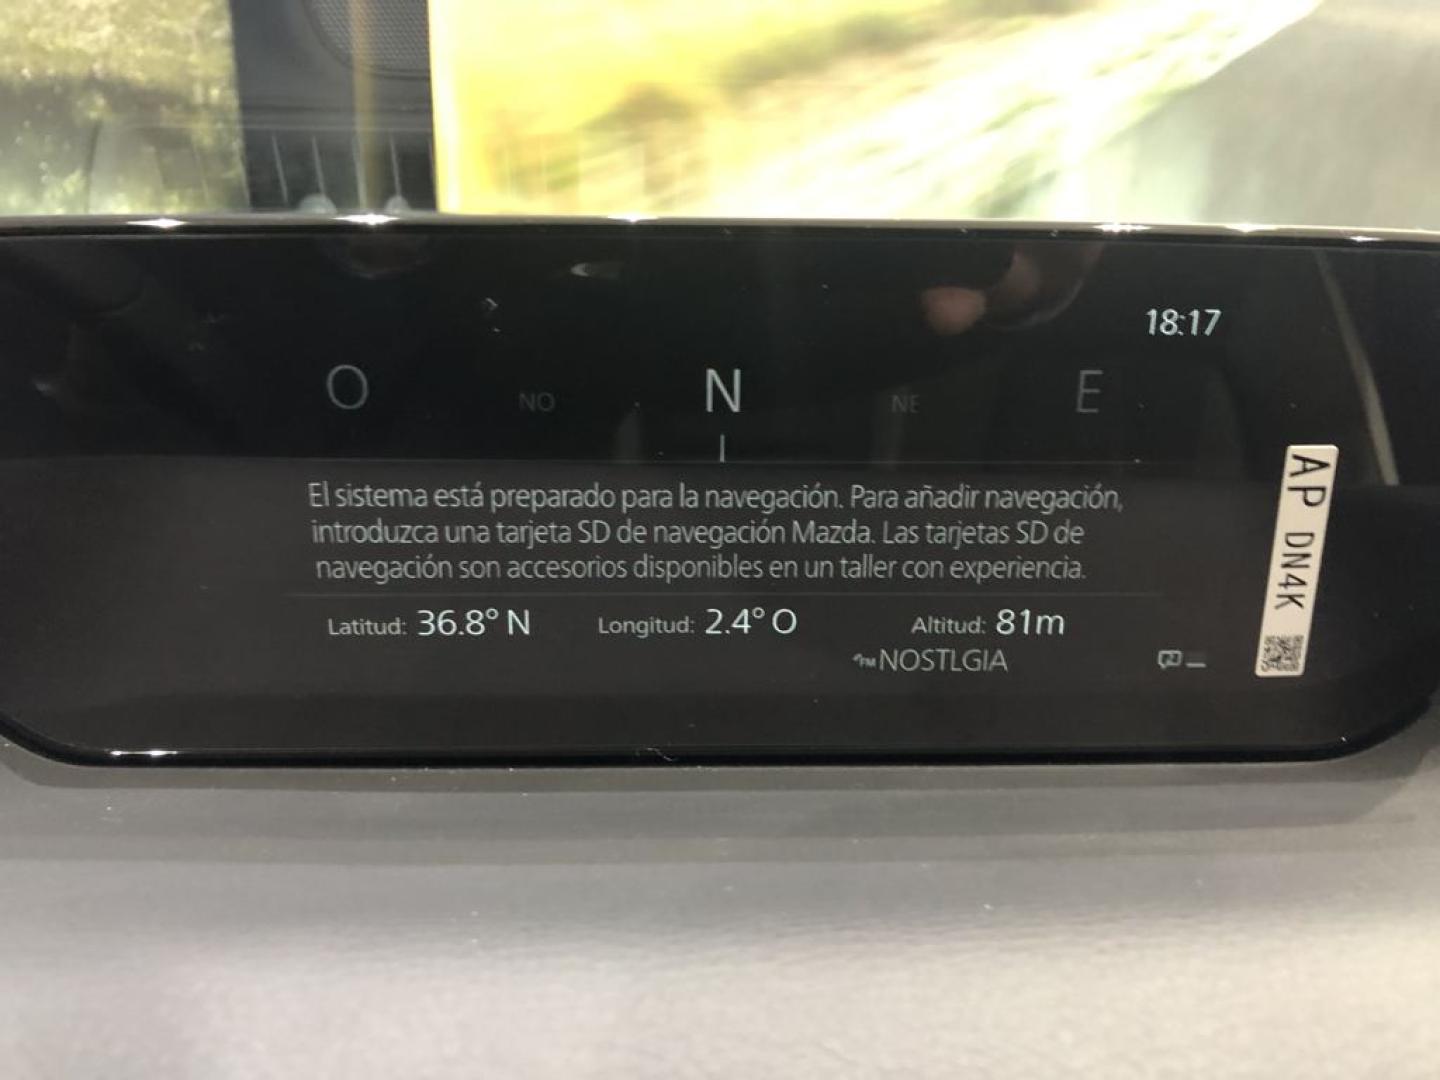 18:17
O NO N NE E
El sistema está preparado para la navegación. Para añadir navegación,
introduzca una tarjeta SD de navegación Mazda. Las tarjetas SD de
navegación son accesorios disponibles en un taller con experiencia.
Latitud: 36.8° N Longitud: 2.4° O Altitud: 81m
FM NOSTLGIA
AP DN4K